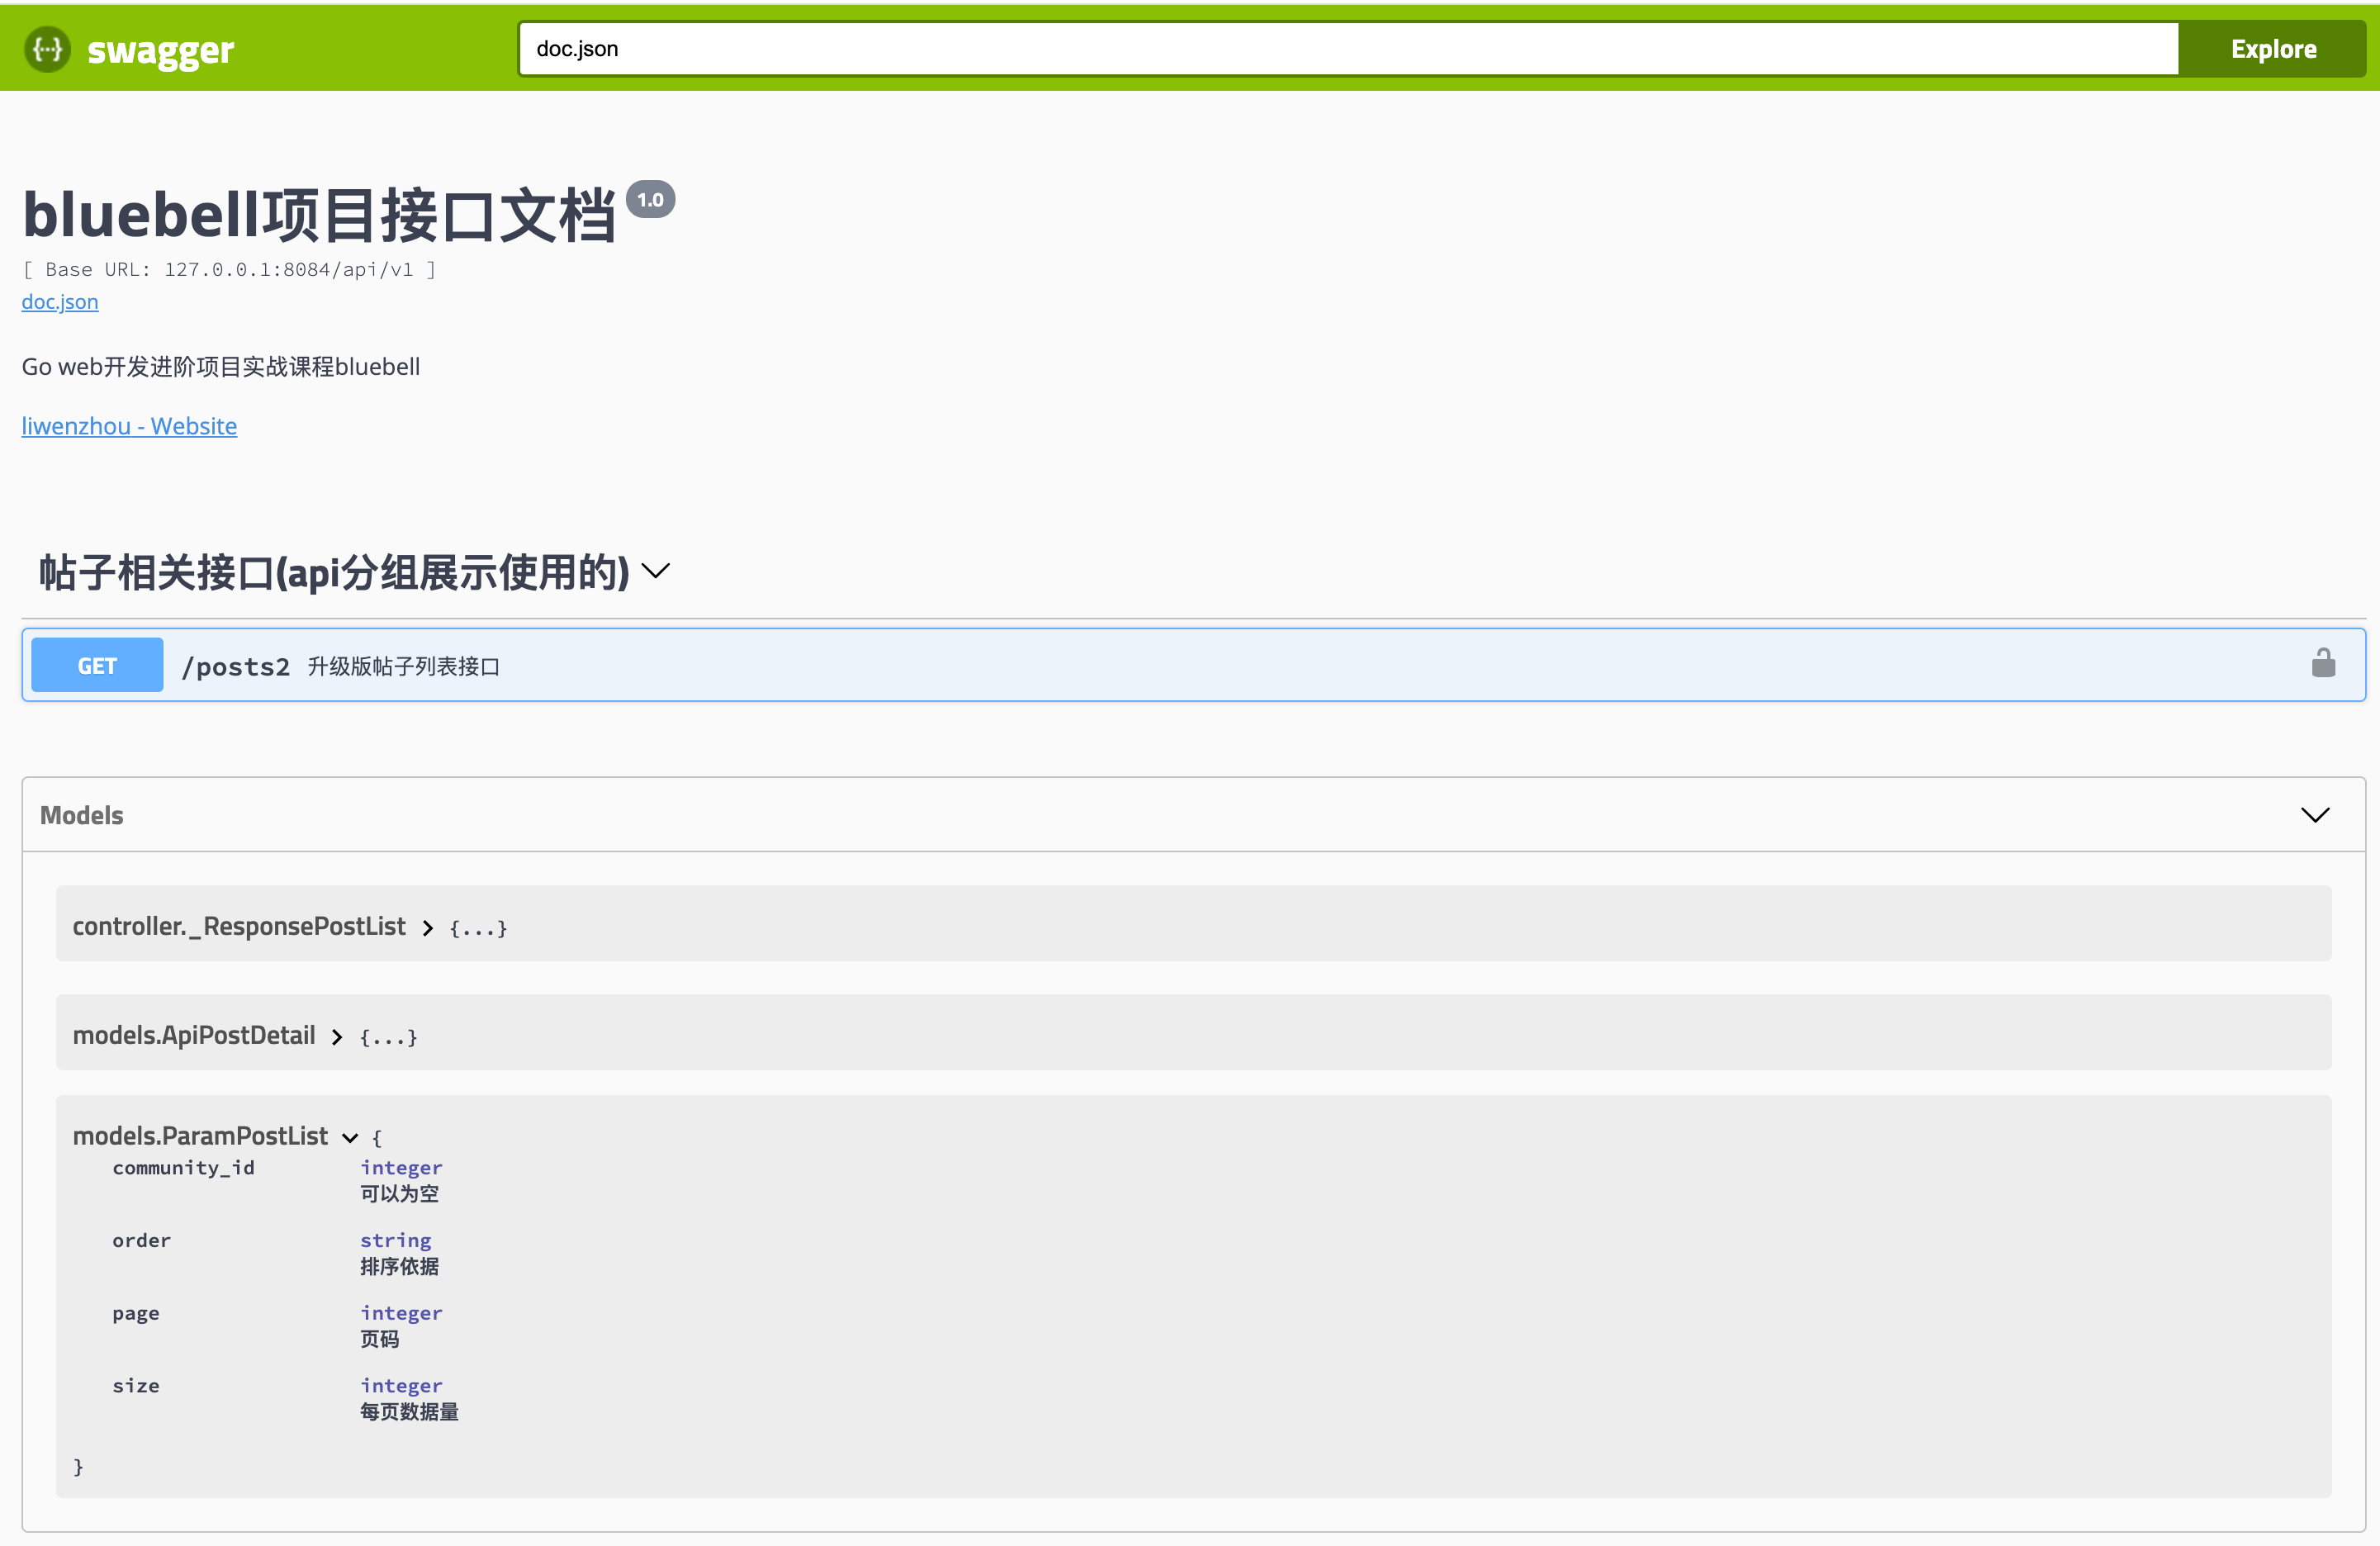 swagger
doc.json
Explore
bluebell项目接口文档 1.0
[ Base URL: 127.0.0.1:8084/api/v1 ]
doc.json
Go web开发进阶项目实战课程bluebell
liwenzhou - Website
帖子相关接口(api分组展示使用的)
GET /posts2 升级版帖子列表接口
Models
controller._ResponsePostList {...}
models.ApiPostDetail {...}
models.ParamPostList {
community_id integer
可以为空
order string
排序依据
page integer
页码
size integer
每页数据量
}